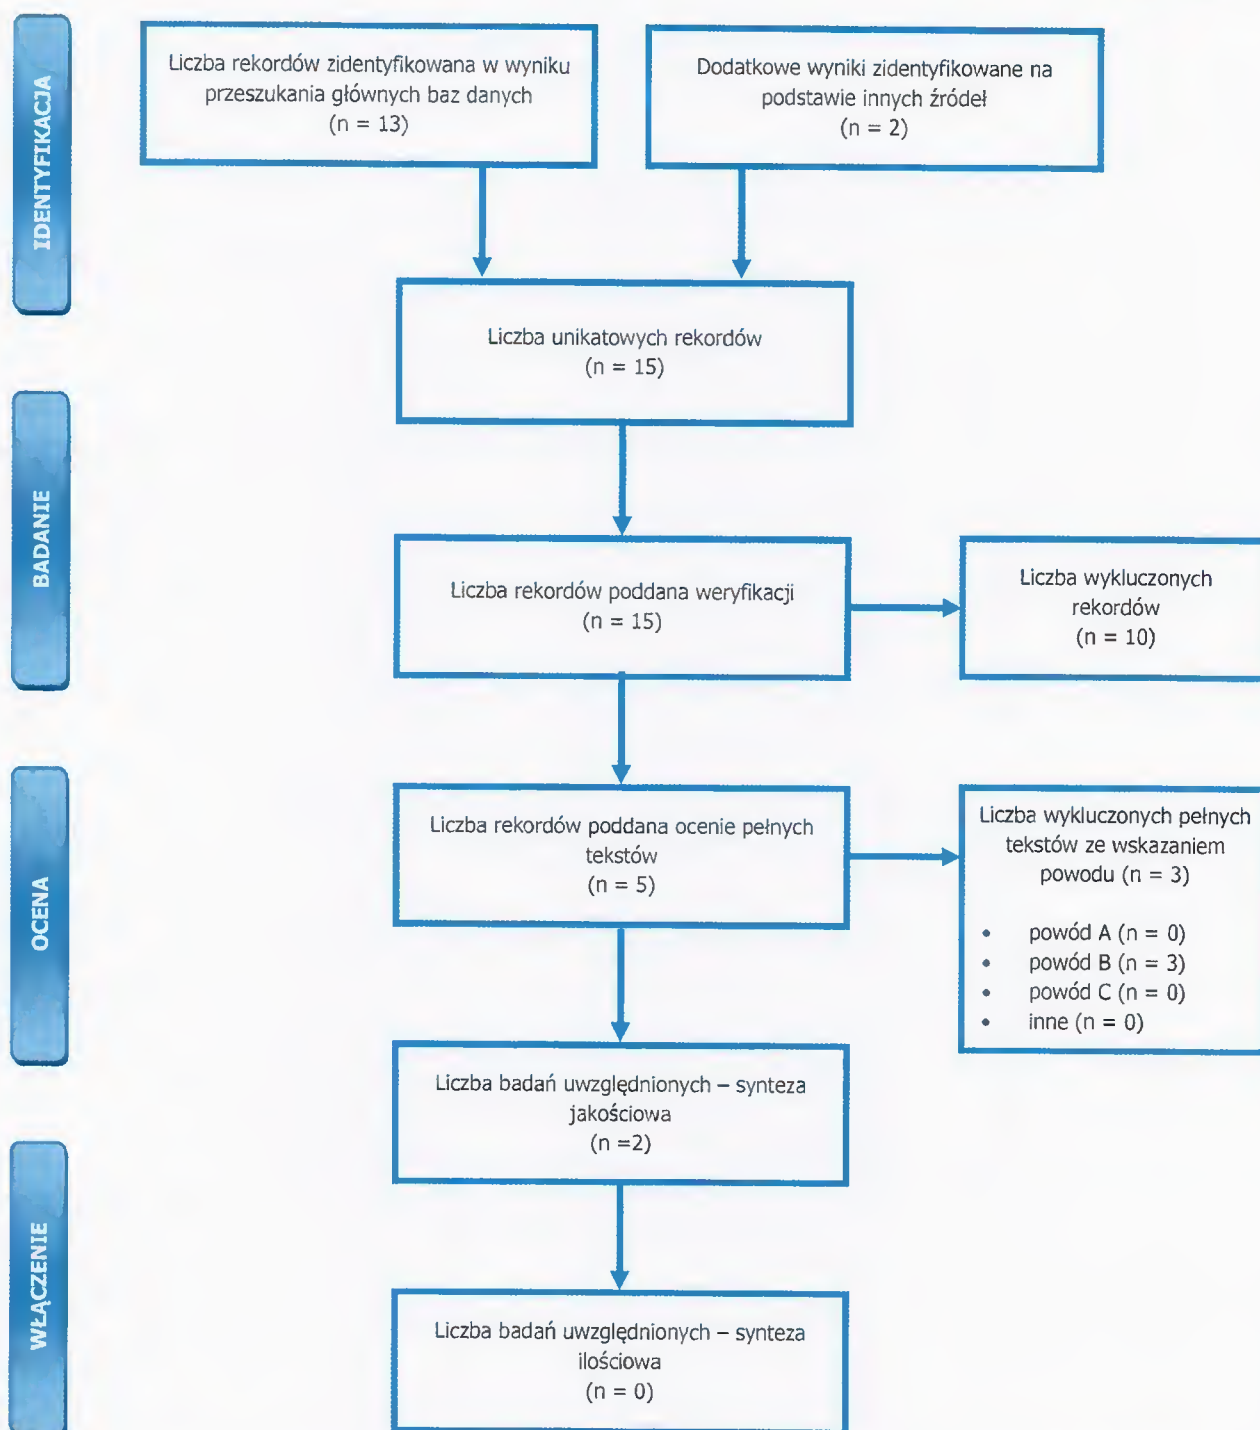 IDENTYFIKACJA
Liczba rekordów zidentyfikowana w wyniku
przeszukania głównych baz danych
(n = 13)
Dodatkowe wyniki zidentyfikowane na
podstawie innych źródeł
(n = 2)
Liczba unikatowych rekordów
(n = 15)
BADANIE
Liczba rekordów poddana weryfikacji
(n = 15)
Liczba wykluczonych
rekordów
(n = 10)
OCENA
Liczba rekordów poddana ocenie pełnych
tekstów
(n = 5)
Liczba wykluczonych pełnych
tekstów ze wskazaniem
powodu (n = 3)
• powód A (n = 0)
• powód B (n = 3)
• powód C (n = 0)
• inne (n = 0)
Liczba badań uwzględnionych – synteza
jakościowa
(n =2)
WŁĄCZENIE
Liczba badań uwzględnionych – synteza
ilościowa
(n = 0)